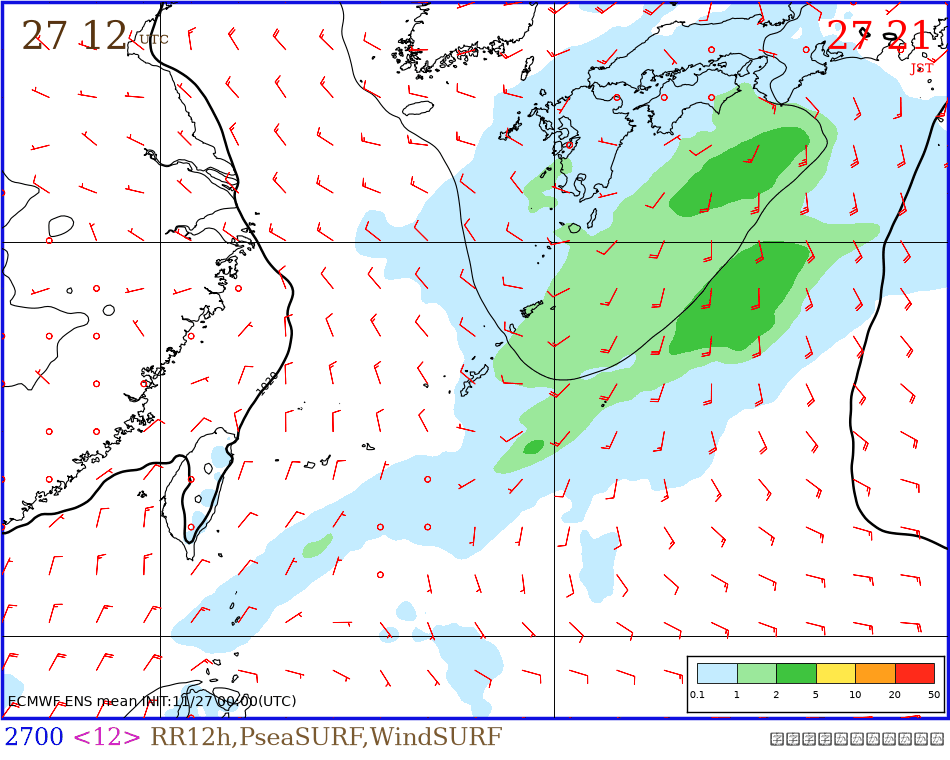 27 12 UTC
27 21
JST
1020
0.1 1 2 5 10 20 50
ECMWF ENS mean INIT:11/27 00:00(UTC)
2700 <12> RR12h,PseaSURF,WindSURF